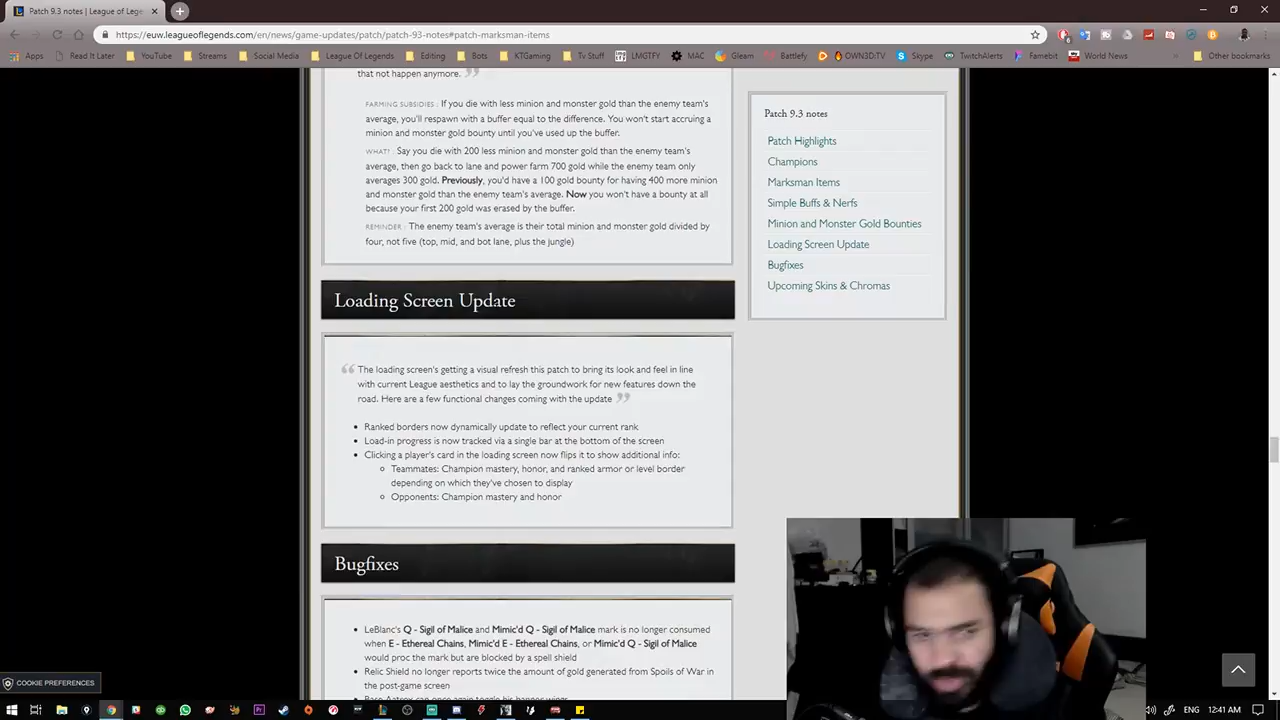 Patch 9.3 notes | League of Lege
https://euw.leagueoflegends.com/en/news/game-updates/patch/patch-93-notes#patch-marksman-items
Apps Read It Later YouTube Streams Social Media League Of Legends Editing Bots KTGaming Tv Stuff LMGTFY MAC Gleam Battlefy OWN3D:TV Skype TwitchAlerts Famebit World News Other bookmarks
that not happen anymore.
FARMING SUBSIDIES : If you die with less minion and monster gold than the enemy team's
average, you'll respawn with a buffer equal to the difference. You won't start accruing a
minion and monster gold bounty until you've used up the buffer.
WHAT? : Say you die with 200 less minion and monster gold than the enemy team's
average, then go back to lane and power farm 700 gold while the enemy team only
averages 300 gold. Previously, you'd have a 100 gold bounty for having 400 more minion
and monster gold than the enemy team's average. Now you won't have a bounty at all
because your first 200 gold was erased by the buffer.
REMINDER : The enemy team's average is their total minion and monster gold divided by
four, not five (top, mid, and bot lane, plus the jungle)
Patch 9.3 notes
Patch Highlights
Champions
Marksman Items
Simple Buffs & Nerfs
Minion and Monster Gold Bounties
Loading Screen Update
Bugfixes
Upcoming Skins & Chromas
Loading Screen Update
The loading screen's getting a visual refresh this patch to bring its look and feel in line
with current League aesthetics and to lay the groundwork for new features down the
road. Here are a few functional changes coming with the update
Ranked borders now dynamically update to reflect your current rank
Load-in progress is now tracked via a single bar at the bottom of the screen
Clicking a player's card in the loading screen now flips it to show additional info:
Teammates: Champion mastery, honor, and ranked armor or level border
depending on which they've chosen to display
Opponents: Champion mastery and honor
Bugfixes
LeBlanc's Q - Sigil of Malice and Mimic'd Q - Sigil of Malice mark is no longer consumed
when E - Ethereal Chains, Mimic'd E - Ethereal Chains, or Mimic'd Q - Sigil of Malice
would proc the mark but are blocked by a spell shield
Relic Shield no longer reports twice the amount of gold generated from Spoils of War in
the post-game screen
COOKIE PREFERENCES
ENG 12:41 AM